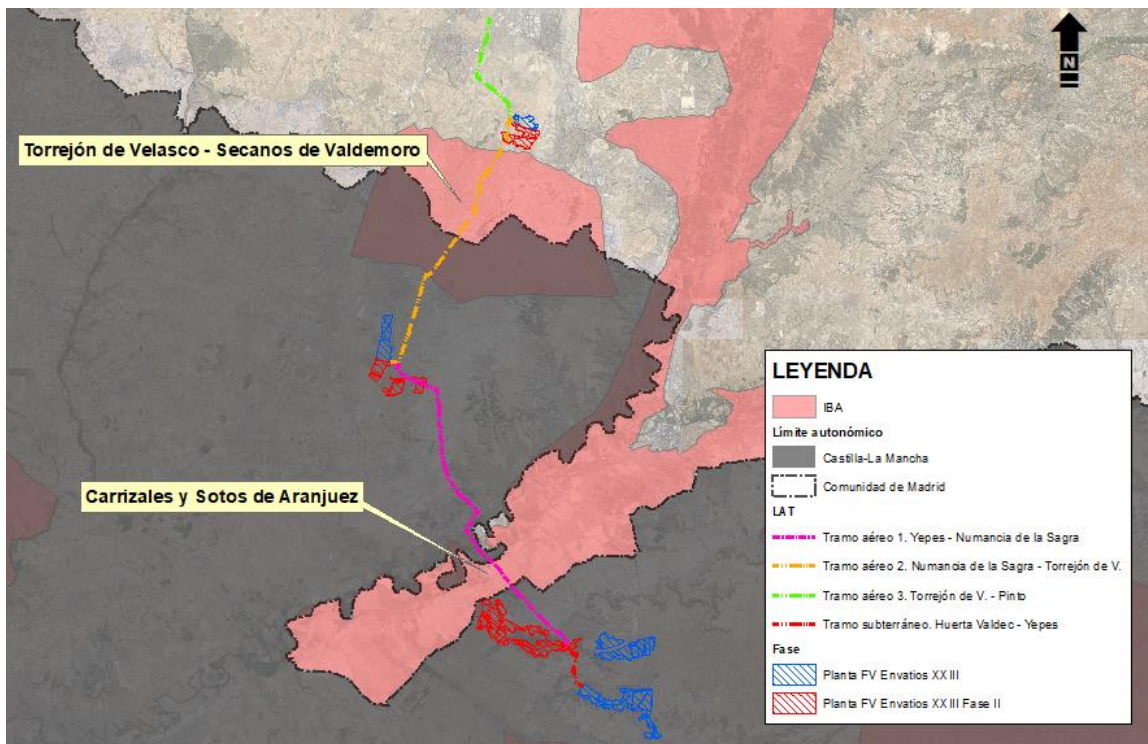 N
Torrejón de Velasco - Secanos de Valdemoro
Carrizales y Sotos de Aranjuez
LEYENDA
IBA
Límite autonómico
Castilla-La Mancha
Comunidad de Madrid
LAT
Tramo aéreo 1. Yepes - Numancia de la Sagra
Tramo aéreo 2. Numancia de la Sagra - Torrejón de V.
Tramo aéreo 3. Torrejón de V. - Pinto
Tramo subterráneo. Huerta Valdec - Yepes
Fase
Planta FV Envatios XXIII
Planta FV Envatios XXIII Fase II